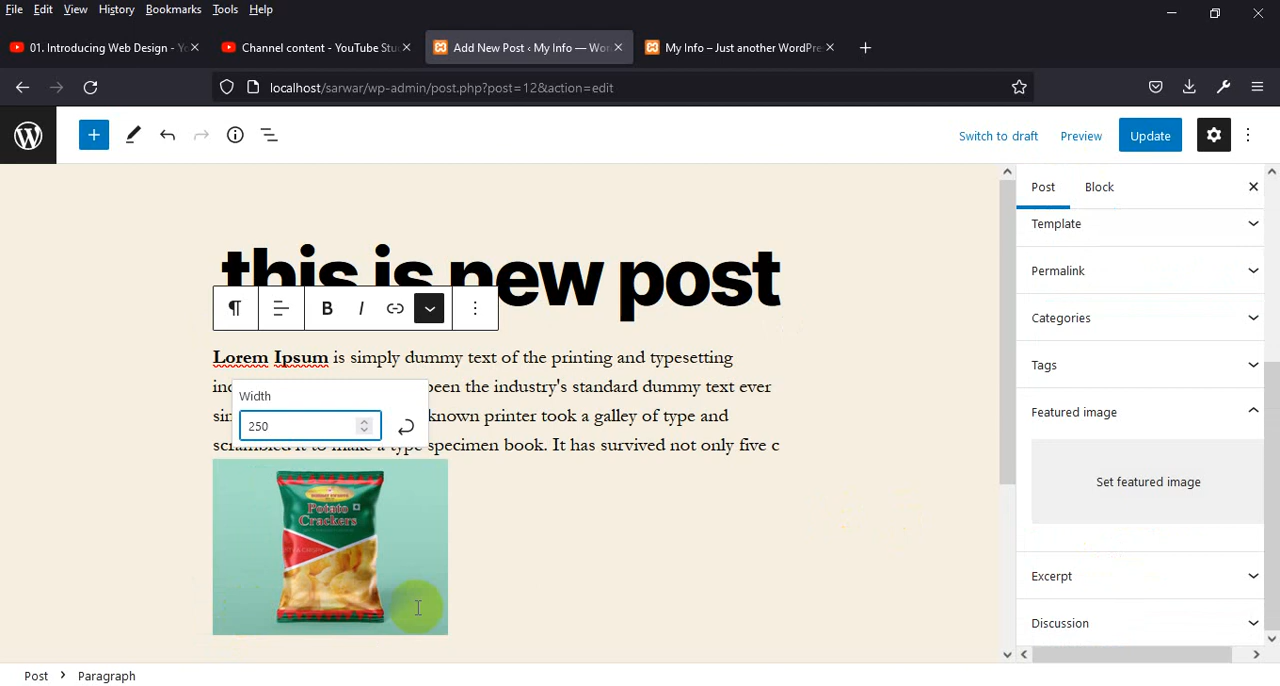 File Edit View History Bookmarks Tools Help
01. Introducing Web Design - Yo
Channel content - YouTube Stu
Add New Post ‹ My Info — Wor
My Info – Just another WordPre
localhost/sarwar/wp-admin/post.php?post=12&action=edit
Switch to draft Preview Update
Post Block
this is new post
B I
Lorem Ipsum is simply dummy text of the printing and typesetting
been the industry's standard dummy text ever
known printer took a galley of type and
scrambled it to make a type specimen book. It has survived not only five c
Width
250
Potato
Crackers
Template
Permalink
Categories
Tags
Featured image
Set featured image
Excerpt
Discussion
Post Paragraph